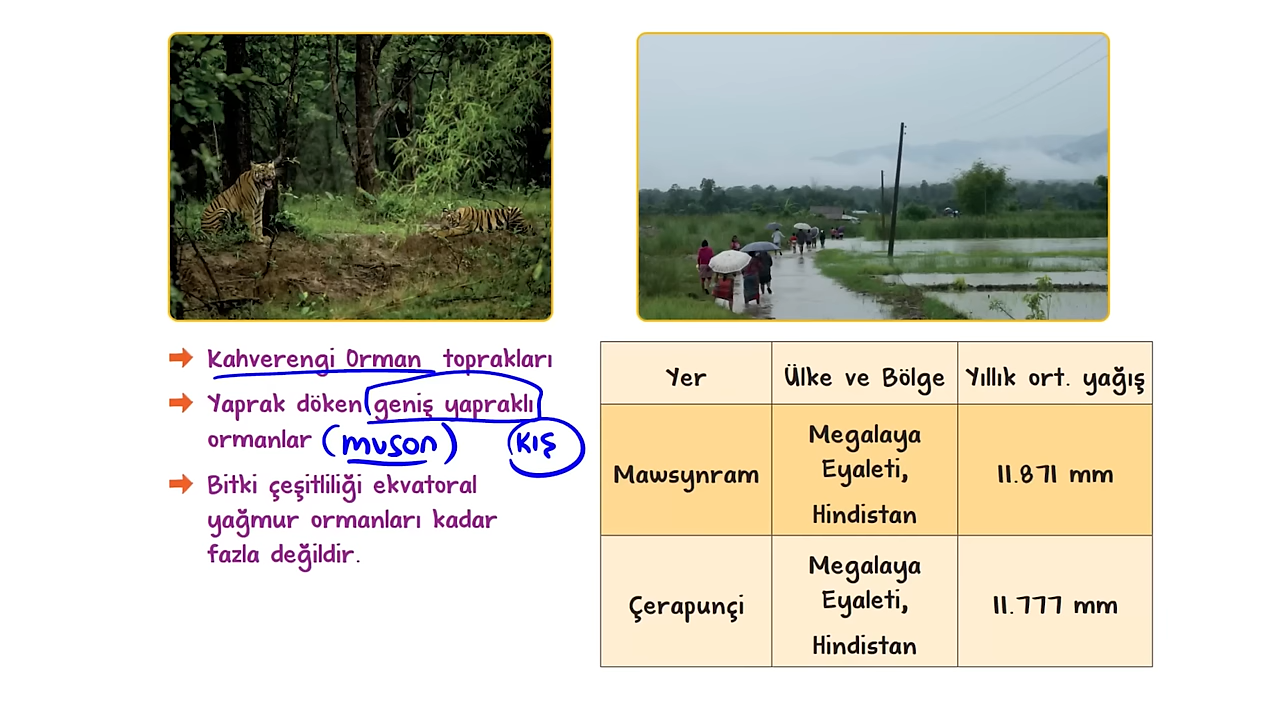 Kahverengi Orman toprakları
Yaprak döken geniş yapraklı
ormanlar (muson) kış
Bitki çeşitliliği ekvatoral
yağmur ormanları kadar
fazla değildir.
Yer Ülke ve Bölge Yıllık ort. yağış
Mawsynram Megalaya Eyaleti, Hindistan 11.871 mm
Çerapunçi Megalaya Eyaleti, Hindistan 11.777 mm